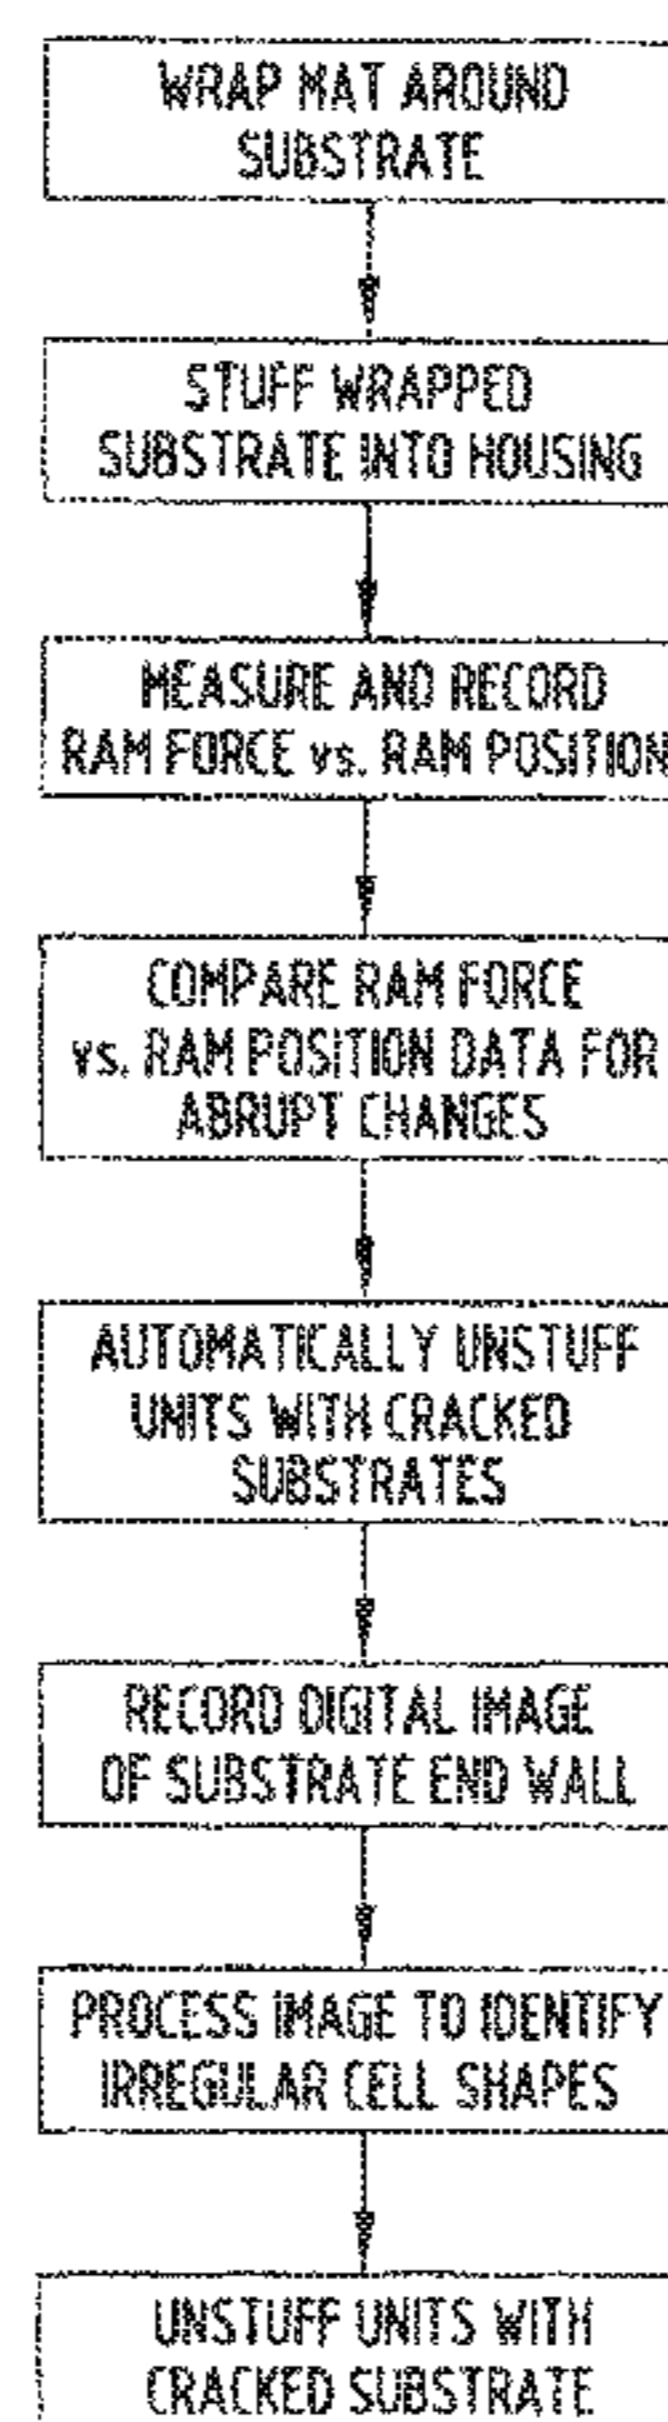 WRAP MAT AROUND
SUBSTRATE
STUFF WRAPPED
SUBSTRATE INTO HOUSING
MEASURE AND RECORD
RAM FORCE vs. RAM POSITION
COMPARE RAM FORCE
vs. RAM POSITION DATA FOR
ABRUPT CHANGES
AUTOMATICALLY UNSTUFF
UNITS WITH CRACKED
SUBSTRATES
RECORD DIGITAL IMAGE
OF SUBSTRATE END WALL
PROCESS IMAGE TO IDENTIFY
IRREGULAR CELL SHAPES
UNSTUFF UNITS WITH
CRACKED SUBSTRATE